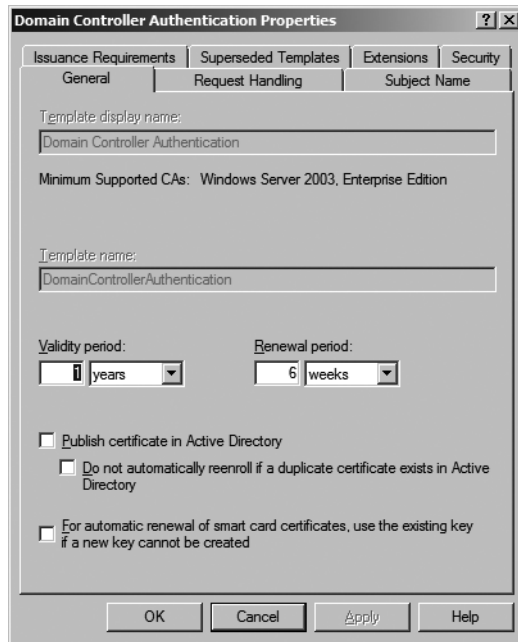 Domain Controller Authentication Properties
Issuance Requirements Superseded Templates Extensions Security
General Request Handling Subject Name
Template display name:
Domain Controller Authentication
Minimum Supported CAs: Windows Server 2003, Enterprise Edition
Template name:
DomainControllerAuthentication
Validity period: Renewal period:
1 years 6 weeks
Publish certificate in Active Directory
Do not automatically reenroll if a duplicate certificate exists in Active
Directory
For automatic renewal of smart card certificates, use the existing key
if a new key cannot be created
OK Cancel Apply Help